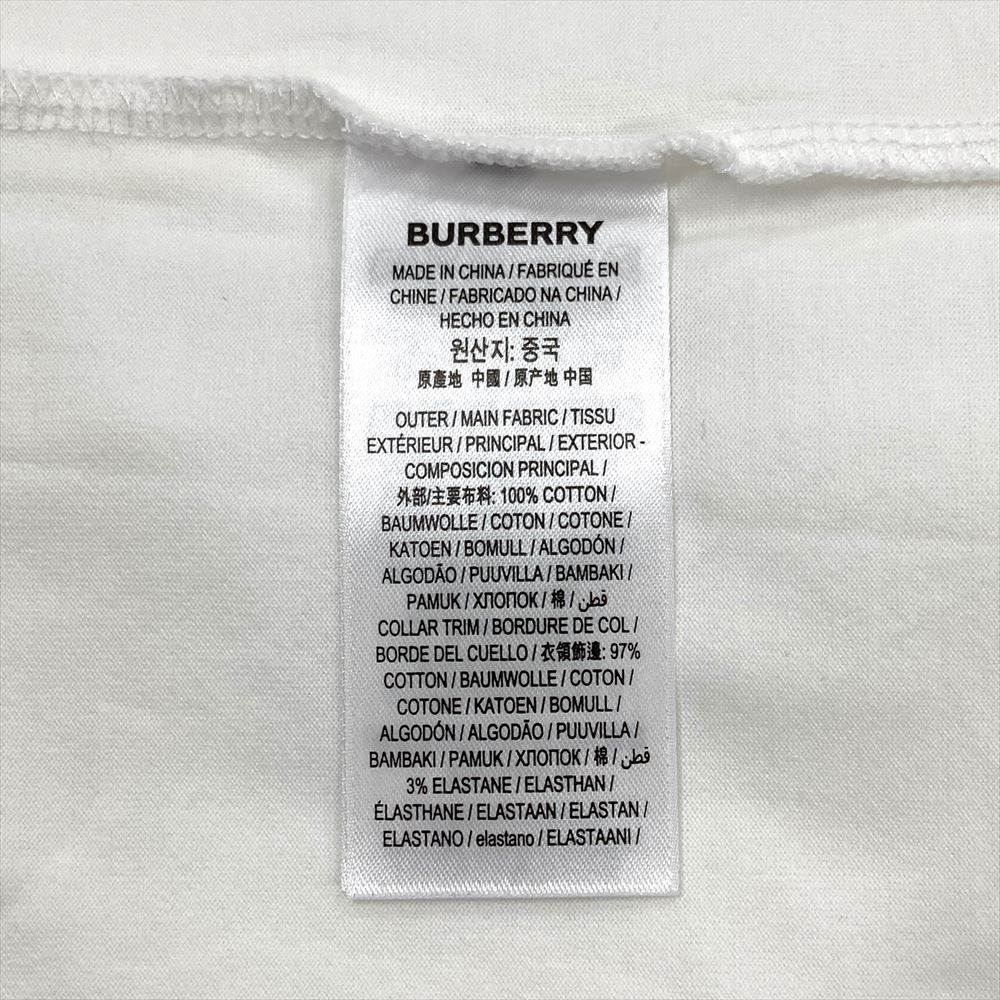 BURBERRY
MADE IN CHINA / FABRIQUÉ EN
CHINE / FABRICADO NA CHINA /
HECHO EN CHINA
원산지: 중국
原產地 中國 / 原产地 中国
OUTER / MAIN FABRIC / TISSU
EXTÉRIEUR / PRINCIPAL / EXTERIOR -
COMPOSICION PRINCIPAL /
外部/主要布料: 100% COTTON /
BAUMWOLLE / COTON / COTONE /
KATOEN / BOMULL / ALGODÓN /
ALGODÃO / PUUVILLA / BAMBAKI /
PAMUK / ХЛОПОК / 棉 / قطن
COLLAR TRIM / BORDURE DE COL /
BORDE DEL CUELLO / 衣領飾邊: 97%
COTTON / BAUMWOLLE / COTON /
COTONE / KATOEN / BOMULL /
ALGODÓN / ALGODÃO / PUUVILLA /
BAMBAKI / PAMUK / ХЛОПОК / 棉 / قطن
3% ELASTANE / ELASTHAN /
ÉLASTHANE / ELASTAAN / ELASTAN /
ELASTANO / elastano / ELASTAANI /